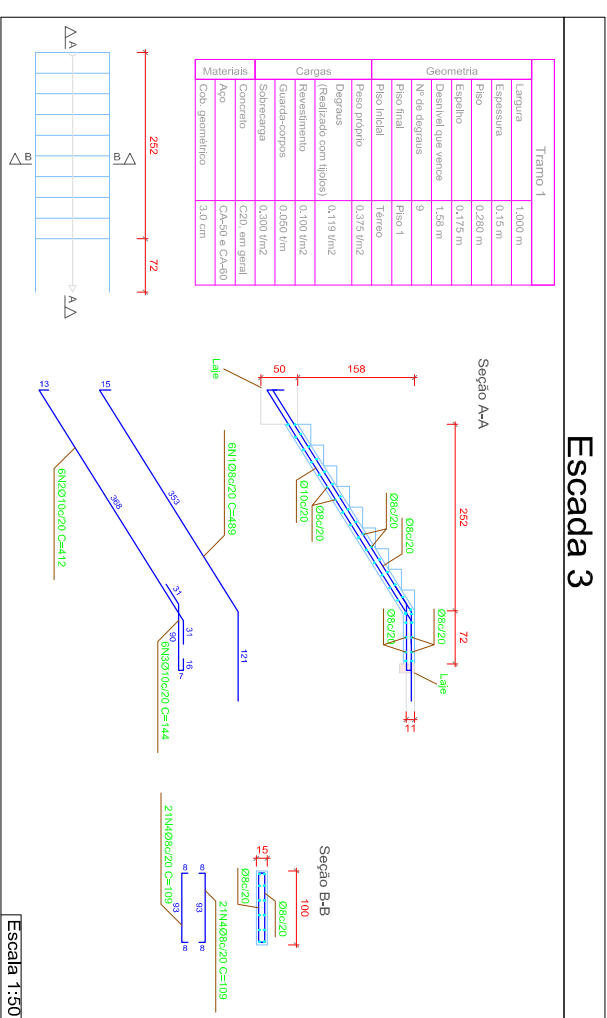 Escada 3
Tramo 1
Geometria
Largura 1.000 m
Espessura 0.15 m
Piso 0.280 m
Espelho 0.175 m
Desnível que vence 1.58 m
Nº de degraus 9
Piso final Piso 1
Piso Inicial Térreo
Cargas
Peso próprio 0.375 t/m2
Degraus
(Realizado com tijolos) 0.119 t/m2
Revestimento 0.100 t/m2
Guarda-corpos 0.050 t/m
Sobrecarga 0.300 t/m2
Materiais
Concreto C20, em geral
Aço CA-50 e CA-60
Cob. geométrico 3.0 cm
252
72
A
A
B
B
Seção A-A
252
72
158
50
11
Laje
Laje
Ø8c/20
Ø8c/20
Ø8c/20
Ø10c/20
Ø8c/20
Ø8c/20
15
353
121
6N1Ø8c/20 C=489
13
368
31
6N2Ø10c/20 C=412
31
90
16
7
6N3Ø10c/20 C=144
Seção B-B
100
15
Ø8c/20
Ø8c/20
8
93
8
21N4Ø8c/20 C=109
8
93
8
21N4Ø8c/20 C=109
Escala 1:50